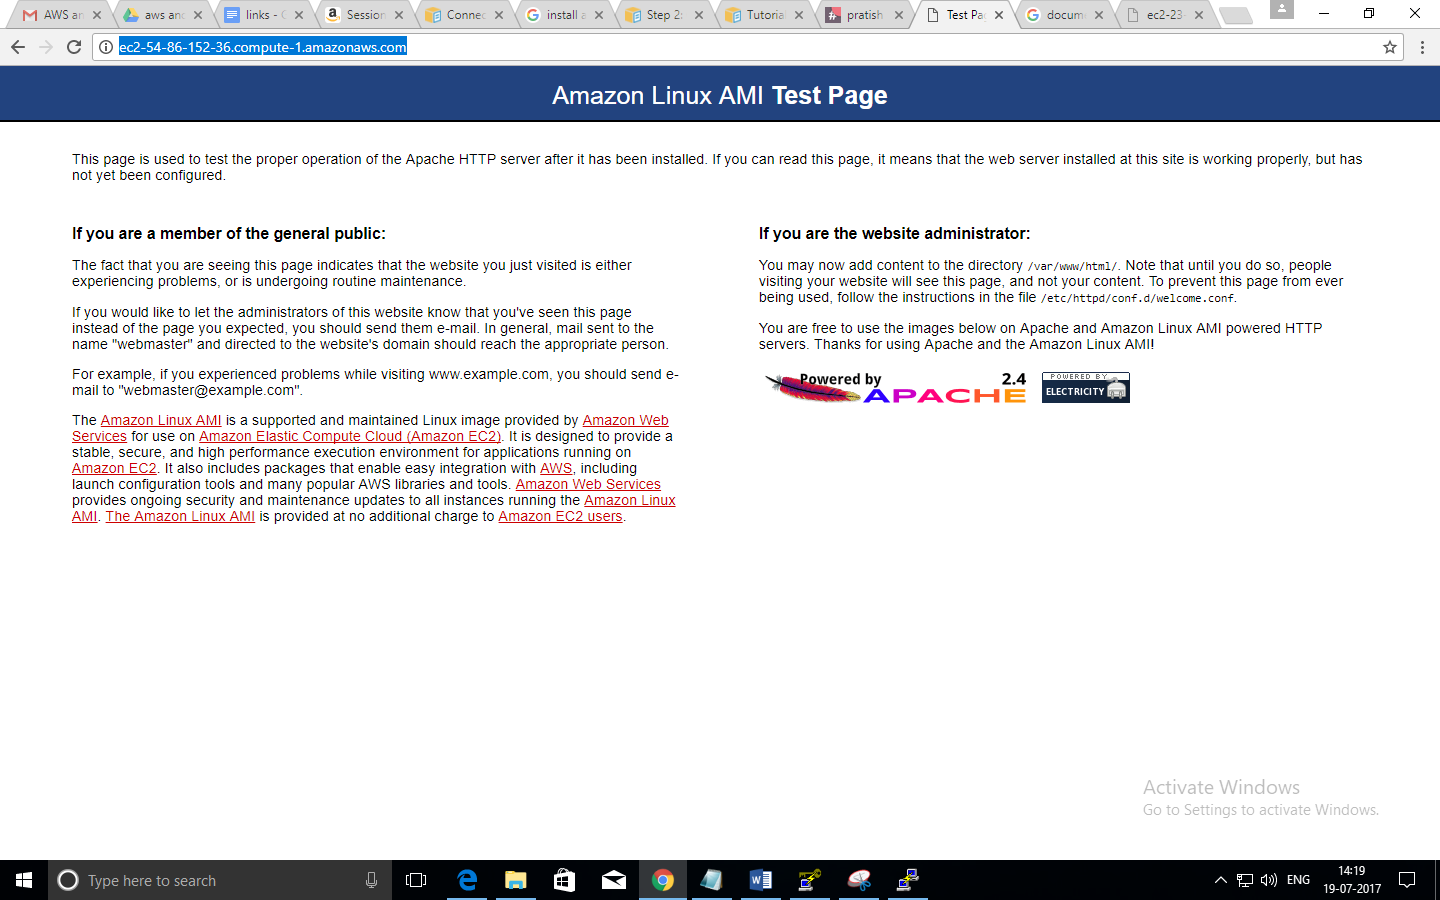 AWS an
aws and
links - G
Session
Connec
install a
Step 2:
Tutorial
pratish
Test Pa
docum
ec2-23-
ec2-54-86-152-36.compute-1.amazonaws.com
Amazon Linux AMI Test Page
This page is used to test the proper operation of the Apache HTTP server after it has been installed. If you can read this page, it means that the web server installed at this site is working properly, but has
not yet been configured.
If you are a member of the general public:
The fact that you are seeing this page indicates that the website you just visited is either
experiencing problems, or is undergoing routine maintenance.
If you would like to let the administrators of this website know that you've seen this page
instead of the page you expected, you should send them e-mail. In general, mail sent to the
name "webmaster" and directed to the website's domain should reach the appropriate person.
For example, if you experienced problems while visiting www.example.com, you should send e-
mail to "webmaster@example.com".
The Amazon Linux AMI is a supported and maintained Linux image provided by Amazon Web
Services for use on Amazon Elastic Compute Cloud (Amazon EC2). It is designed to provide a
stable, secure, and high performance execution environment for applications running on
Amazon EC2. It also includes packages that enable easy integration with AWS, including
launch configuration tools and many popular AWS libraries and tools. Amazon Web Services
provides ongoing security and maintenance updates to all instances running the Amazon Linux
AMI. The Amazon Linux AMI is provided at no additional charge to Amazon EC2 users.
If you are the website administrator:
You may now add content to the directory /var/www/html/. Note that until you do so, people
visiting your website will see this page, and not your content. To prevent this page from ever
being used, follow the instructions in the file /etc/httpd/conf.d/welcome.conf.
You are free to use the images below on Apache and Amazon Linux AMI powered HTTP
servers. Thanks for using Apache and the Amazon Linux AMI!
Powered by 2.4
APACHE
POWERED BY
ELECTRICITY
Activate Windows
Go to Settings to activate Windows.
Type here to search
ENG
14:19
19-07-2017